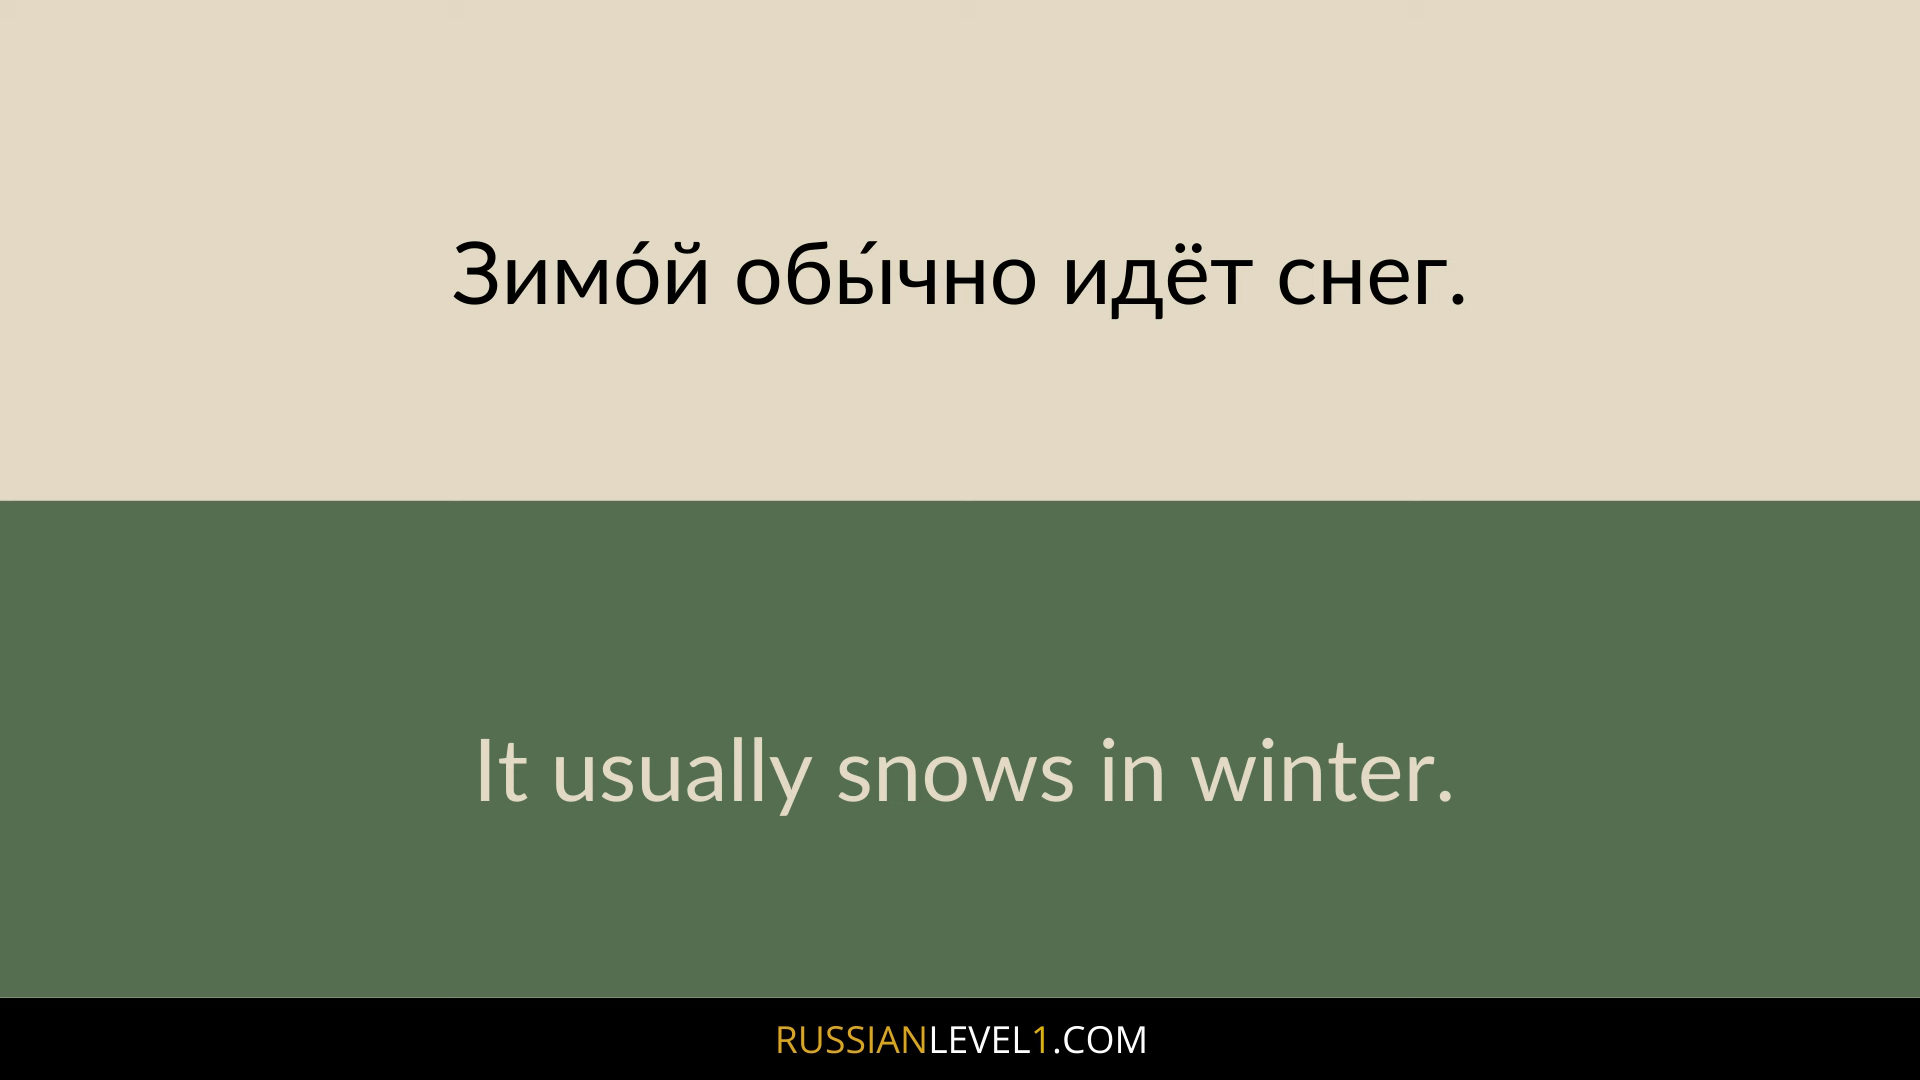 Зимо́й обы́чно идёт снег.
It usually snows in winter.
RUSSIANLEVEL1.COM